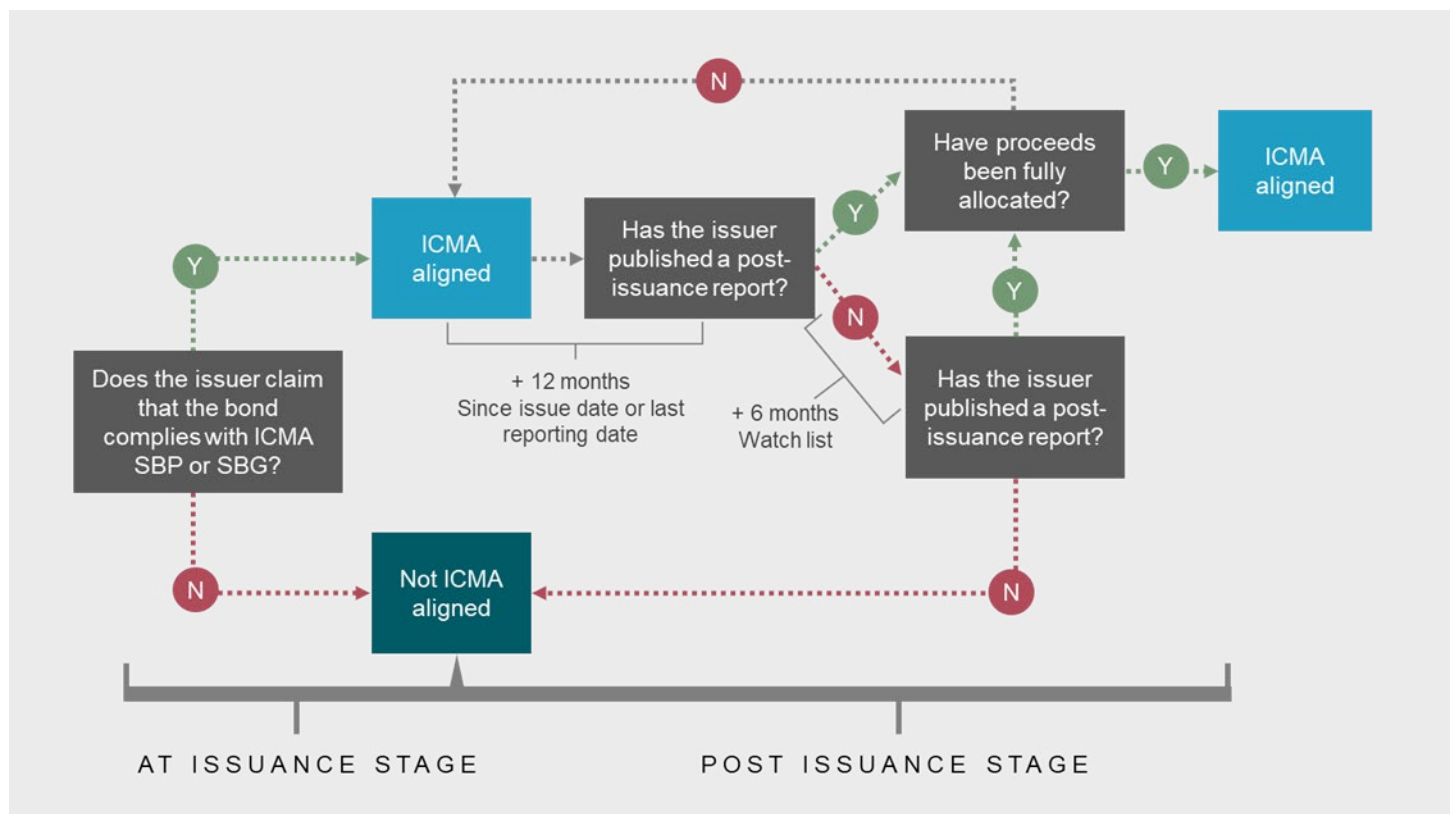 N
Have proceeds
been fully
allocated?
Y
ICMA
aligned
ICMA
aligned
Has the issuer
published a post-
issuance report?
Y
Y
Y
N
Does the issuer claim
that the bond
complies with ICMA
SBP or SBG?
+ 12 months
Since issue date or last
reporting date
+ 6 months
Watch list
Has the issuer
published a post-
issuance report?
N
Not ICMA
aligned
N
AT ISSUANCE STAGE
POST ISSUANCE STAGE